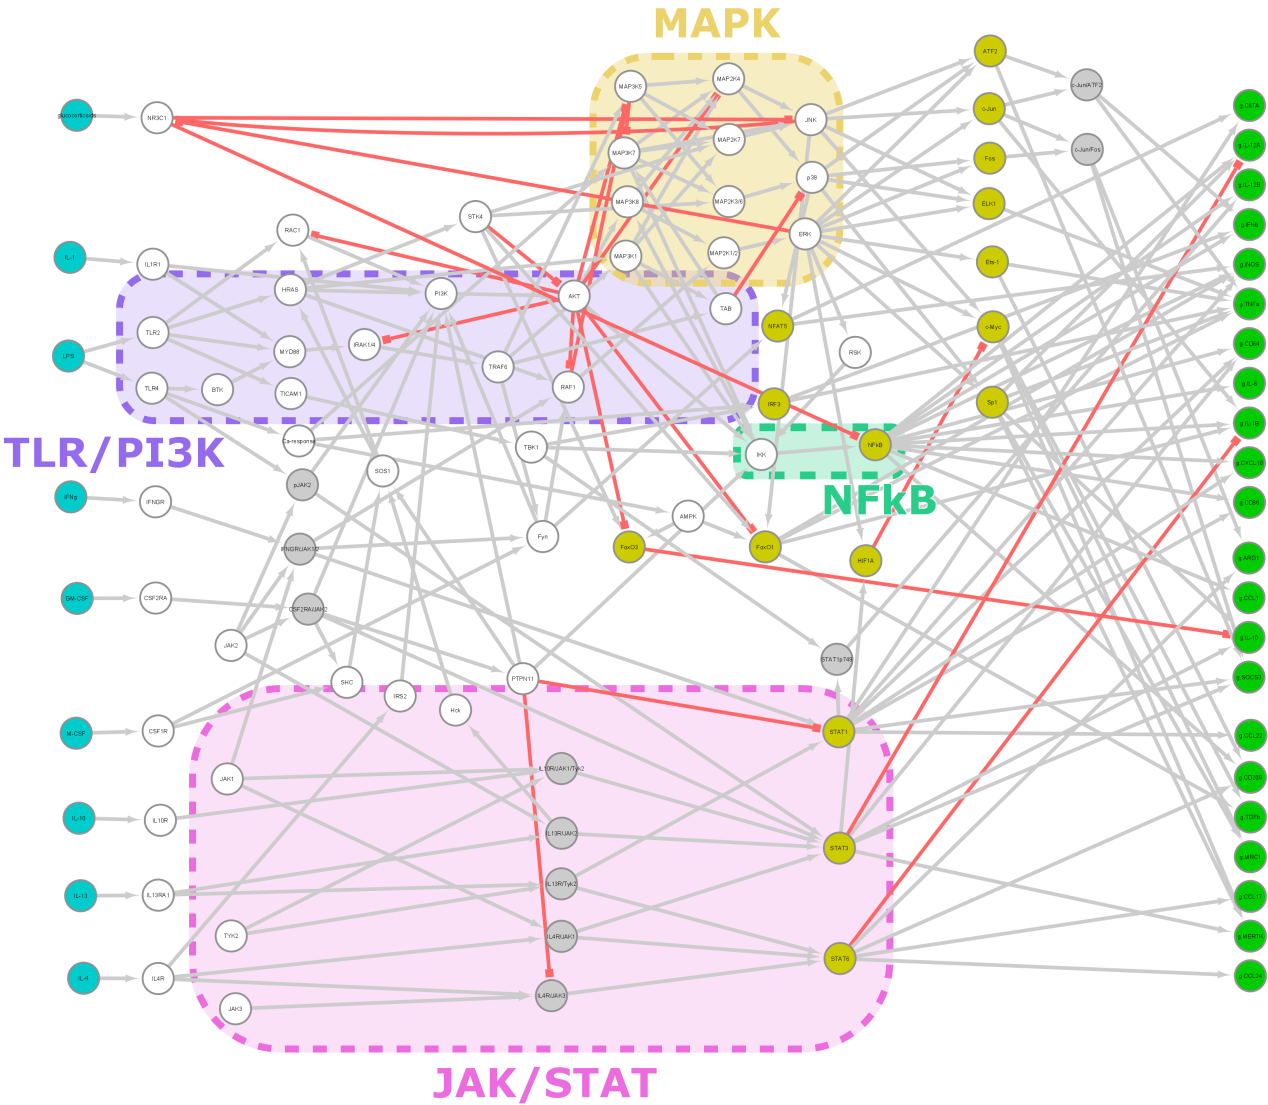 MAPK
ATF2
MAP3K5
MAP2K4
c-Jun/ATF2
g.CIITA
glucocorticoids
NR3C1
c-Jun
JNK
g.IL-12A
MAP3K7
MAP2K7
Fos
c-Jun/Fos
p38
g.IL-12B
MAP3K8
MAP2K3/6
ELK1
STK4
g.IFNb
RAC1
ERK
IL-1
IL1R1
MAP3K1
MAP2K1/2
Ets-1
g.iNOS
HRAS
PI3K
AKT
TAB
g.TNFa
LPS
TLR2
MYD88
IRAK1/4
NFAT5
c-Myc
RSK
g.CD64
TRAF6
TLR4
BTK
TICAM1
RAF1
g.IL-6
IRF3
Sp1
g.IL-1B
TLR/PI3K
Ca-response
TBK1
IKK
NFkB
SOS1
g.CXCL10
pJAK2
IFNg
IFNGR
NFkB
g.CD86
AMPK
IFNGR/JAK1/2
Fyn
FoxO3
FoxO1
HIF1A
g.ARG1
GM-CSF
CSF2RA
CSF2RA/JAK2
g.CCL1
JAK2
g.IL-10
STAT1p749
SHC
IRS2
Hck
PTPN11
g.SOCS3
M-CSF
CSF1R
STAT1
g.CCL22
JAK1
IL10R/JAK1/Tyk2
g.CD209
IL-10
IL10R
g.TGFb
IL13R/JAK2
STAT3
g.MRC1
IL-13
IL13RA1
IL13R/Tyk2
g.CCL17
TYK2
IL4R/JAK1
g.MERTK
IL-4
IL4R
STAT6
g.CCL24
JAK3
IL4R/JAK3
JAK/STAT